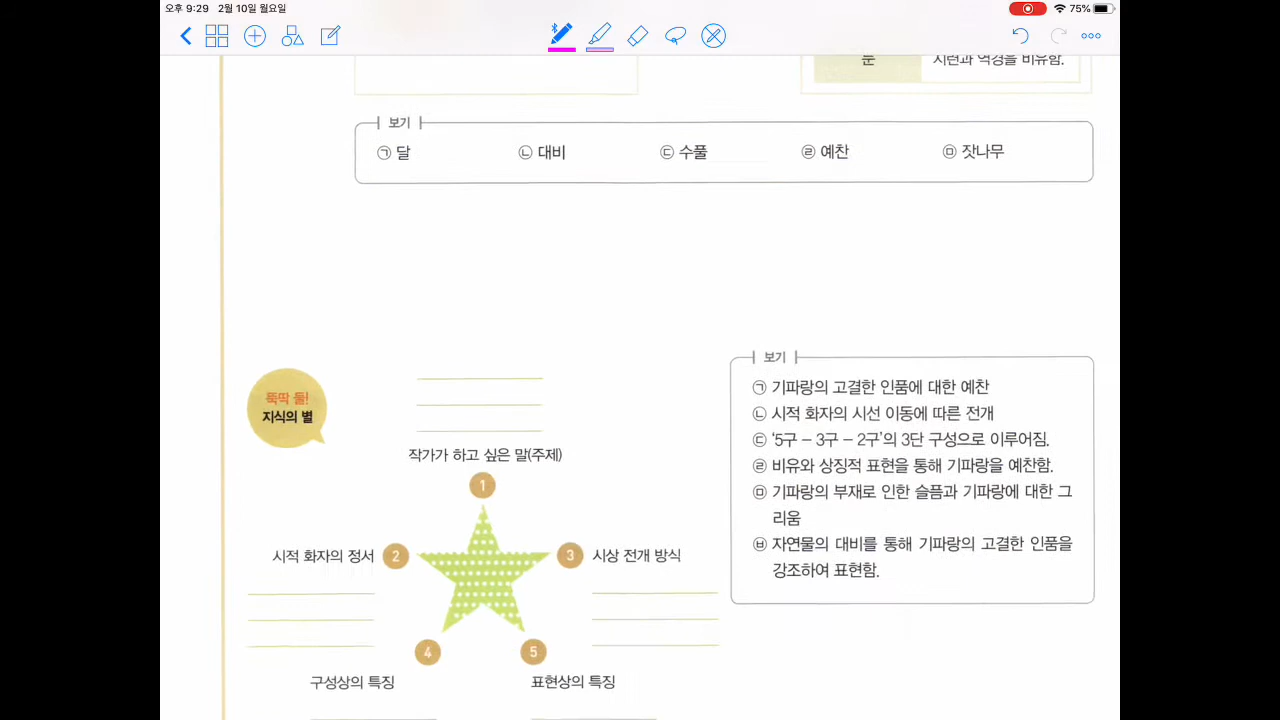 오후 9:29 2월 10일 월요일
75%
눈
시련과 역경을 비유함.
보기
㉠ 달 ㉡ 대비 ㉢ 수풀 ㉣ 예찬 ㉤ 잣나무
뚝딱 둘!
지식의 별
작가가 하고 싶은 말(주제)
1
시적 화자의 정서 2
3 시상 전개 방식
4 5
구성상의 특징 표현상의 특징
보기
㉠ 기파랑의 고결한 인품에 대한 예찬
㉡ 시적 화자의 시선 이동에 따른 전개
㉢ ‘5구 – 3구 – 2구’의 3단 구성으로 이루어짐.
㉣ 비유와 상징적 표현을 통해 기파랑을 예찬함.
㉤ 기파랑의 부재로 인한 슬픔과 기파랑에 대한 그
리움
㉥ 자연물의 대비를 통해 기파랑의 고결한 인품을
강조하여 표현함.